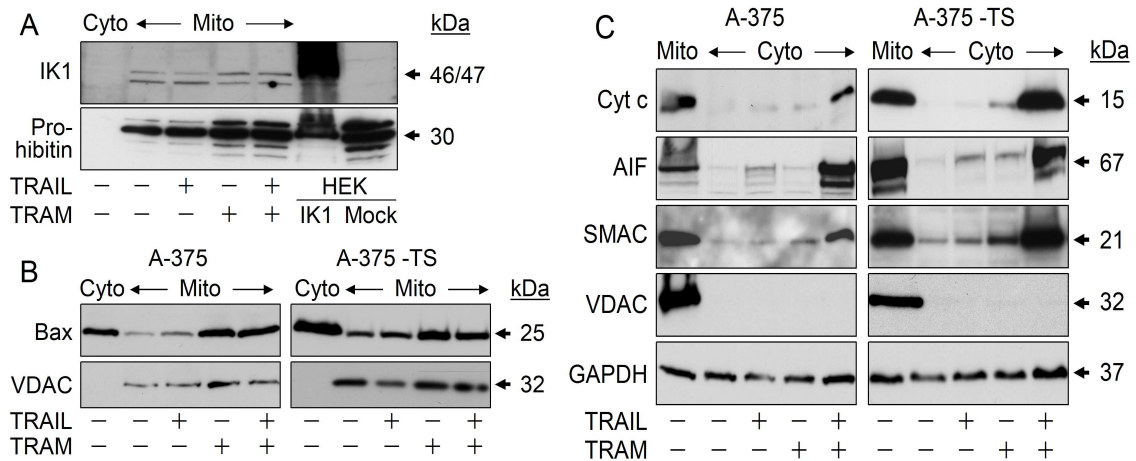 A
Cyto Mito kDa
IK1 46/47
Pro-
hibitin 30
TRAIL − − + − + HEK
TRAM − − − + + IK1 Mock
B
A-375 A-375 -TS
Cyto Mito Cyto Mito kDa
Bax 25
VDAC 32
TRAIL − − + − + − − + − +
TRAM − − − + + − − − + +
C
A-375 A-375 -TS
Mito Cyto Mito Cyto kDa
Cyt c 15
AIF 67
SMAC 21
VDAC 32
GAPDH 37
TRAIL − − + − + − − + − +
TRAM − − − + + − − − + +